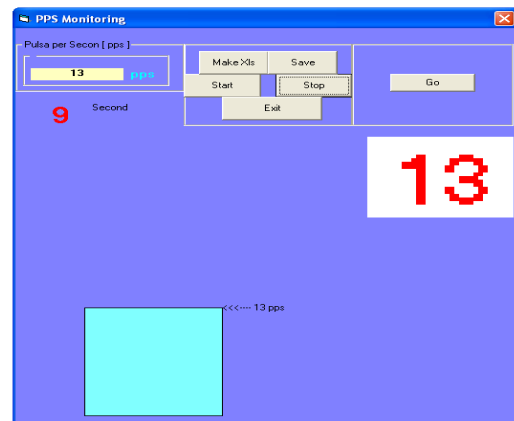 PPS Monitoring
Pulsa per Secon [ pps ]
13 pps
Make Xls Save
Start Stop
Exit
Go
9 Second
13
<<<---- 13 pps